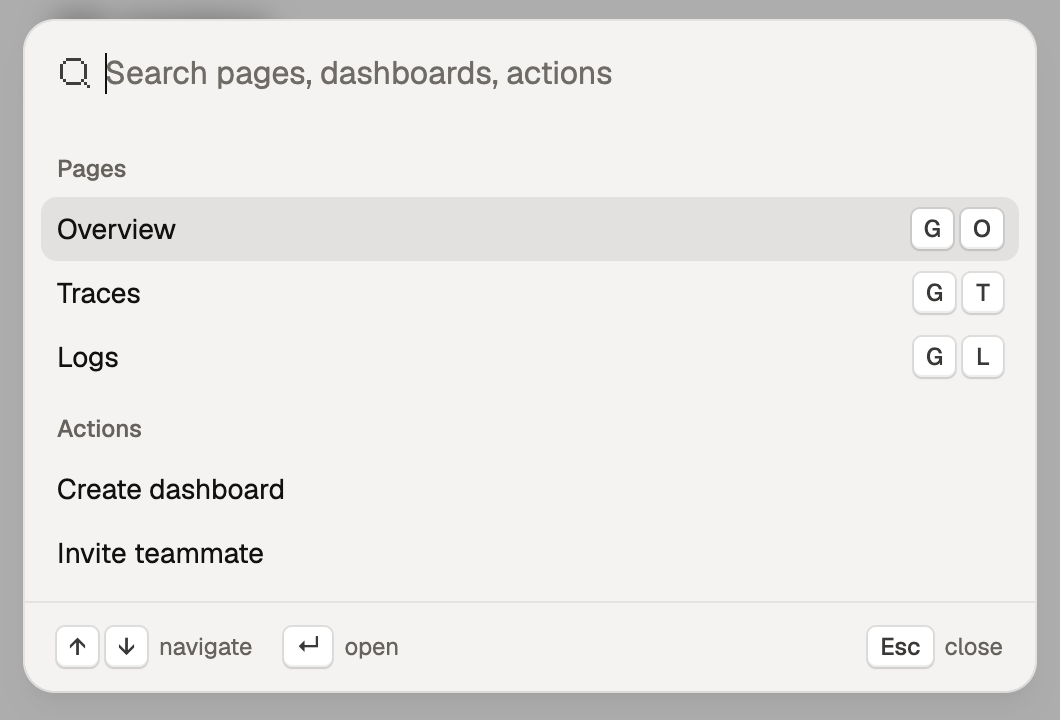 Search pages, dashboards, actions
Pages
Overview G O
Traces G T
Logs G L
Actions
Create dashboard
Invite teammate
↑ ↓ navigate ↵ open Esc close